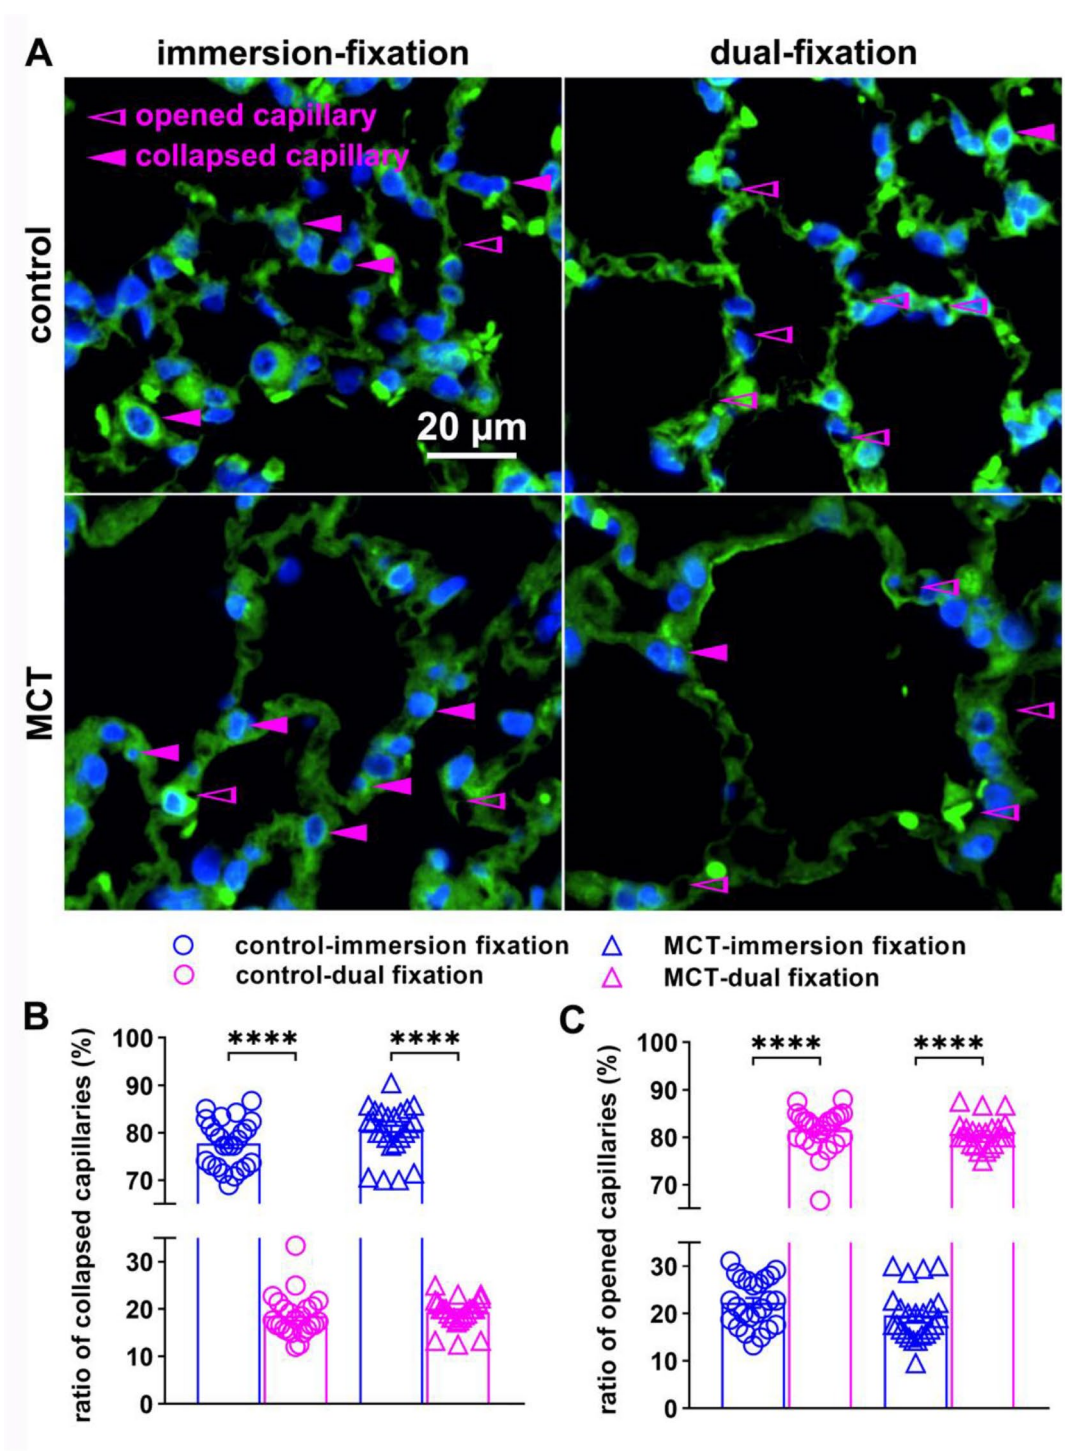 A
immersion-fixation
dual-fixation
opened capillary
collapsed capillary
control
20 µm
MCT
control-immersion fixation
MCT-immersion fixation
control-dual fixation
MCT-dual fixation
B
ratio of collapsed capillaries (%)
100
90
80
70
30
20
10
0
****
****
C
ratio of opened capillaries (%)
100
90
80
70
30
20
10
0
****
****